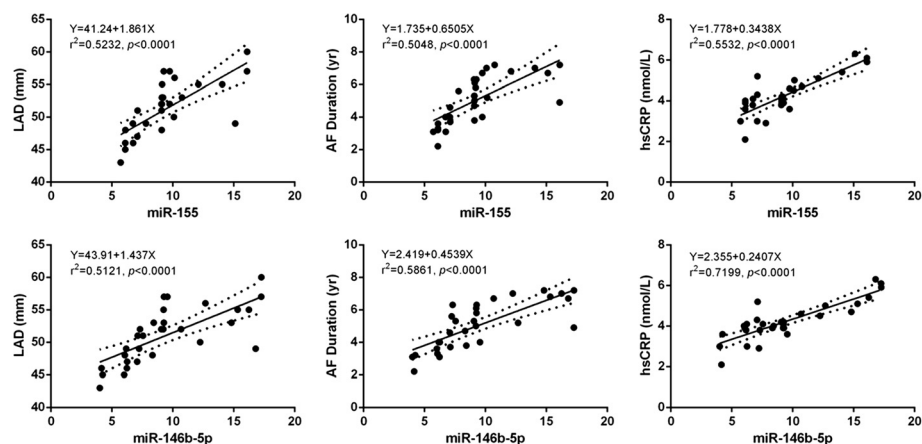 Y=41.24+1.861X
r²=0.5232, p<0.0001
65
60
55
50
45
40
LAD (mm)
0 5 10 15 20
miR-155
Y=1.735+0.6505X
r²=0.5048, p<0.0001
10
8
6
4
2
0
AF Duration (yr)
0 5 10 15 20
miR-155
Y=1.778+0.3438X
r²=0.5532, p<0.0001
8
6
4
2
0
hsCRP (nmol/L)
0 5 10 15 20
miR-155
Y=43.91+1.437X
r²=0.5121, p<0.0001
65
60
55
50
45
40
LAD (mm)
0 5 10 15 20
miR-146b-5p
Y=2.419+0.4539X
r²=0.5861, p<0.0001
10
8
6
4
2
0
AF Duration (yr)
0 5 10 15 20
miR-146b-5p
Y=2.355+0.2407X
r²=0.7199, p<0.0001
8
6
4
2
0
hsCRP (nmol/L)
0 5 10 15 20
miR-146b-5p